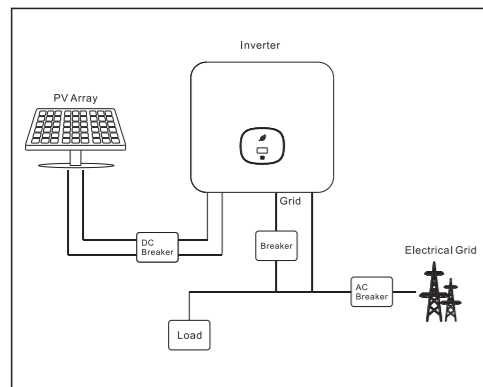 Inverter
PV Array
Grid
DC
Breaker
Breaker
Electrical Grid
AC
Breaker
Load